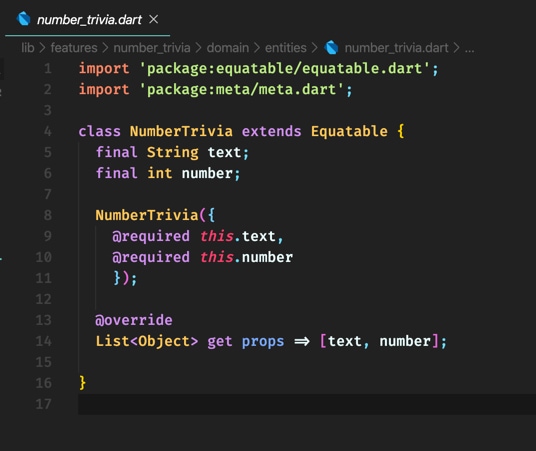 number_trivia.dart ×
lib > features > number_trivia > domain > entities > number_trivia.dart > ...
1 import 'package:equatable/equatable.dart';
2 import 'package:meta/meta.dart';
3
4 class NumberTrivia extends Equatable {
5 final String text;
6 final int number;
7
8 NumberTrivia({
9 @required this.text,
10 @required this.number
11 });
12
13 @override
14 List<Object> get props => [text, number];
15
16 }
17